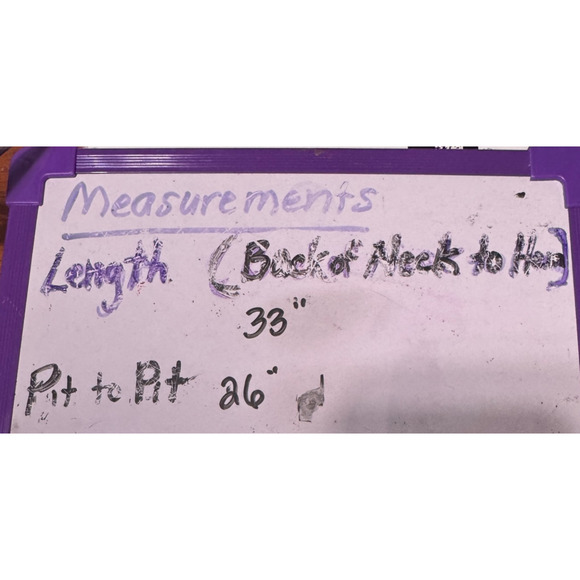 Measurements
Length (Back of Neck to Hem)
33"
Pit to Pit 26"